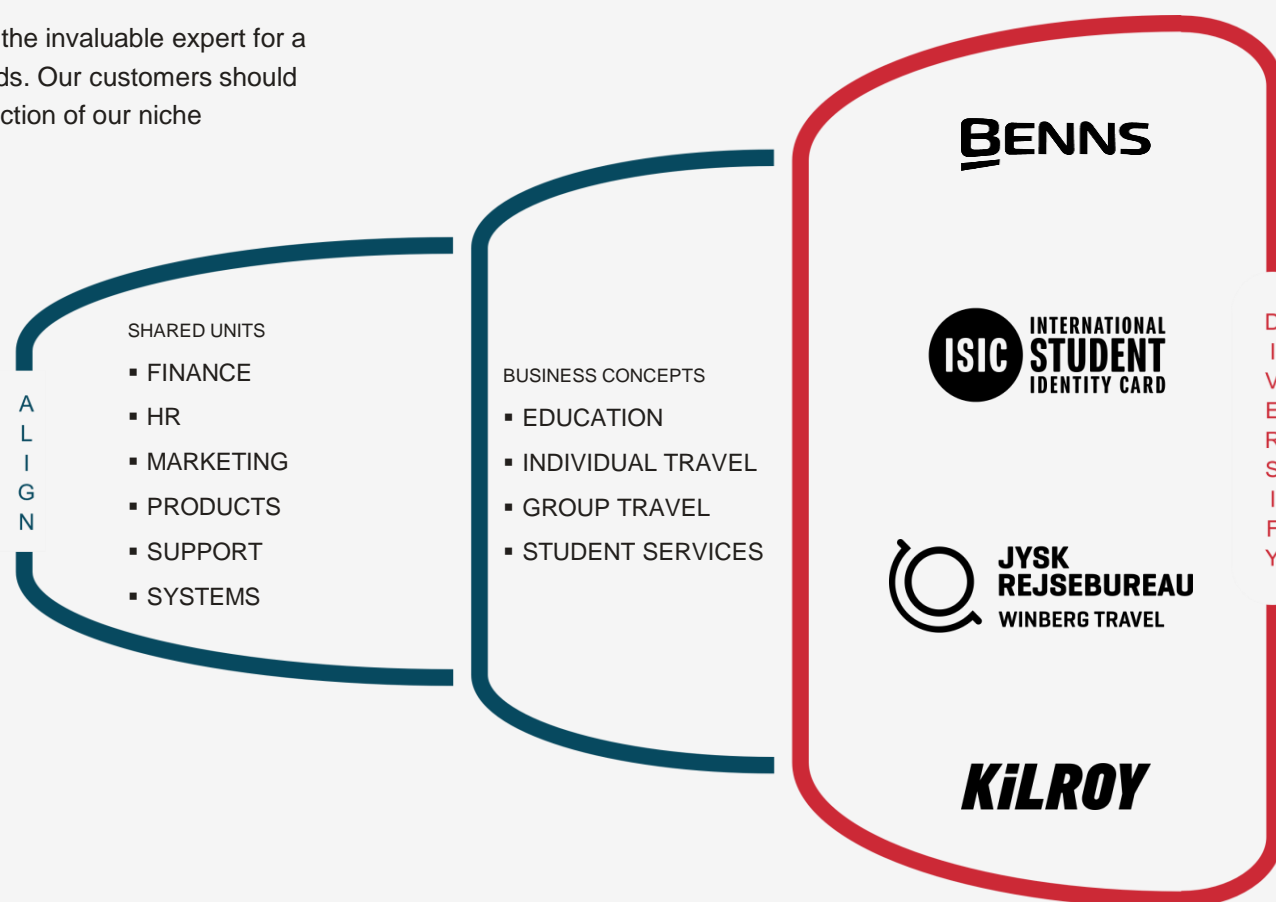 the invaluable expert for a
ds. Our customers should
ction of our niche
ALIGN
SHARED UNITS
▪ FINANCE
▪ HR
▪ MARKETING
▪ PRODUCTS
▪ SUPPORT
▪ SYSTEMS
BUSINESS CONCEPTS
▪ EDUCATION
▪ INDIVIDUAL TRAVEL
▪ GROUP TRAVEL
▪ STUDENT SERVICES
BENNS
ISIC
INTERNATIONAL
STUDENT
IDENTITY CARD
JYSK
REJSEBUREAU
WINBERG TRAVEL
KiLROY
DIVERSIFY